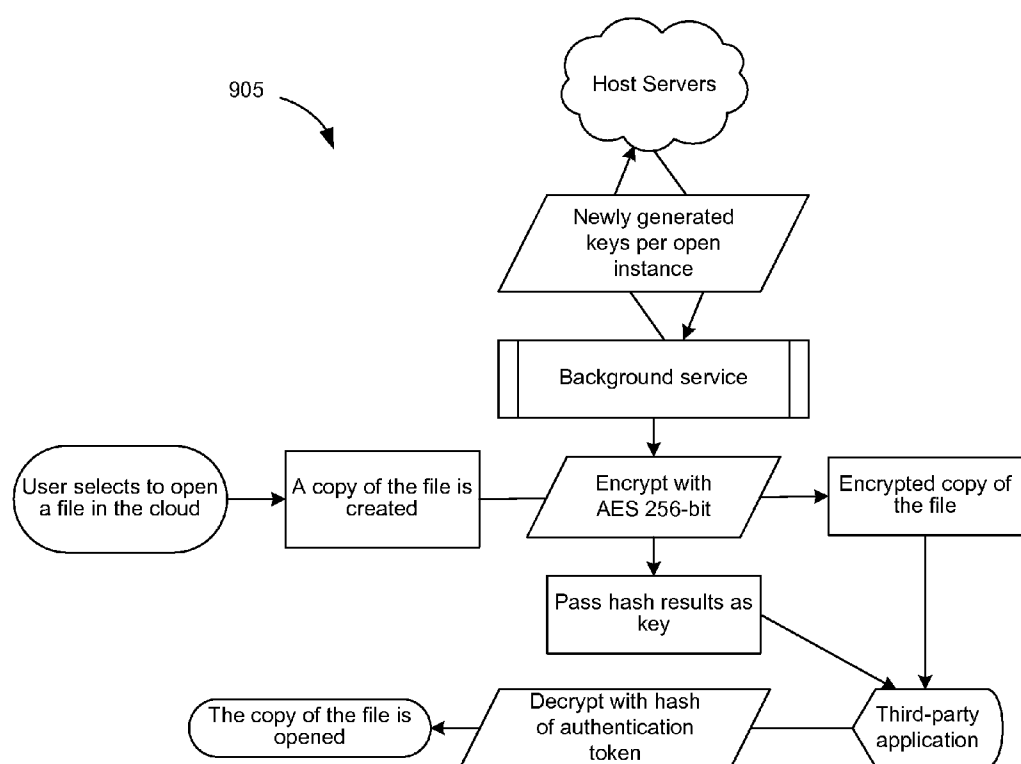 905
Host Servers
Newly generated
keys per open
instance
Background service
User selects to open
a file in the cloud
A copy of the file is
created
Encrypt with
AES 256-bit
Encrypted copy of
the file
Pass hash results as
key
The copy of the file is
opened
Decrypt with hash
of authentication
token
Third-party
application